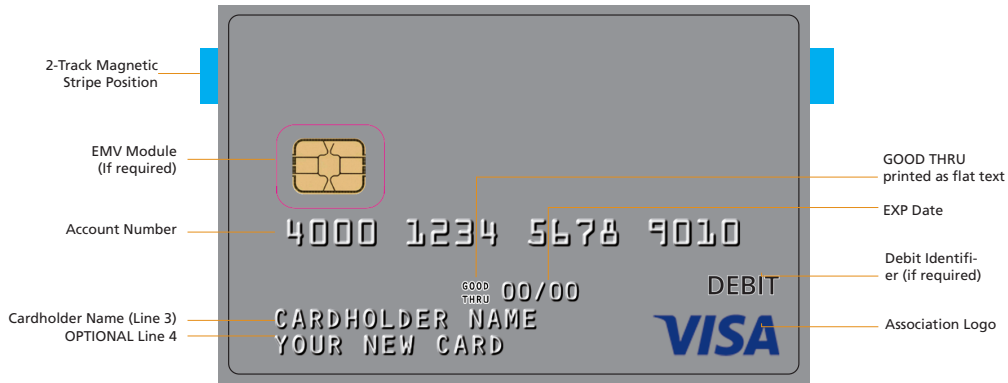 2-Track Magnetic
Stripe Position
EMV Module
(If required)
GOOD THRU
printed as flat text
EXP Date
Account Number
4000 1234 5678 9010
Debit Identifi-
er (if required)
GOOD
THRU
00/00
DEBIT
Cardholder Name (Line 3)
CARDHOLDER NAME
OPTIONAL Line 4
YOUR NEW CARD
VISA
Association Logo